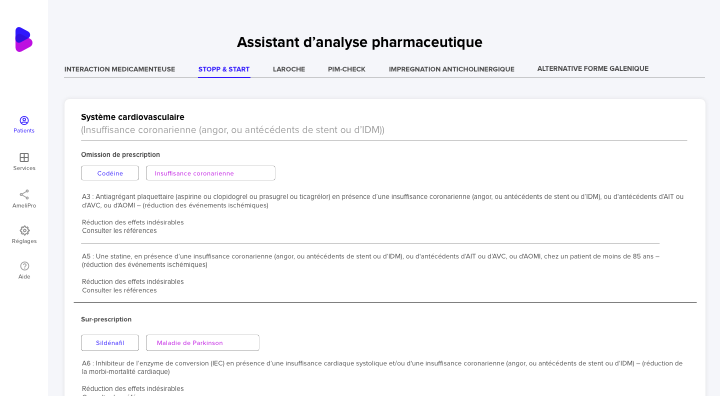 Assistant d’analyse pharmaceutique
INTERACTION MEDICAMENTEUSE STOPP & START LAROCHE PIM-CHECK IMPREGNATION ANTICHOLINERGIQUE ALTERNATIVE FORME GALENIQUE
Patients
Services
AmeliPro
Réglages
Aide
Système cardiovasculaire
(Insuffisance coronarienne (angor, ou antécédents de stent ou d’IDM))
Omission de prescription
Codéine Insuffisance coronarienne
A3 : Antiagrégant plaquettaire (aspirine ou clopidogrel ou prasugrel ou ticagrélor) en présence d’une insuffisance coronarienne (angor, ou antécédents de stent ou d’IDM), ou d’antécédents d’AIT ou
d’AVC, ou d’AOMI – (réduction des événements ischémiques)
Réduction des effets indésirables
Consulter les références
A5 : Une statine, en présence d’une insuffisance coronarienne (angor, ou antécédents de stent ou d’IDM), ou d’antécédents d’AIT ou d’AVC, ou d’AOMI, chez un patient de moins de 85 ans –
(réduction des événements ischémiques)
Réduction des effets indésirables
Consulter les références
Sur-prescription
Sildénafil Maladie de Parkinson
A6 : Inhibiteur de l’enzyme de conversion (IEC) en présence d’une insuffisance cardiaque systolique et/ou d’une insuffisance coronarienne (angor, ou antécédents de stent ou d’IDM) – (réduction de
la morbi-mortalité cardiaque)
Réduction des effets indésirables